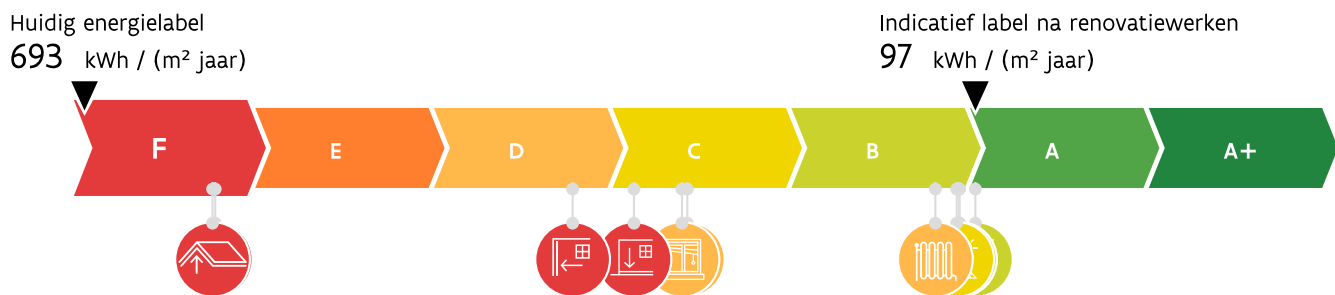 Huidig energielabel
693 kWh / (m² jaar)
Indicatief label na renovatiewerken
97 kWh / (m² jaar)
F E D C B A A+